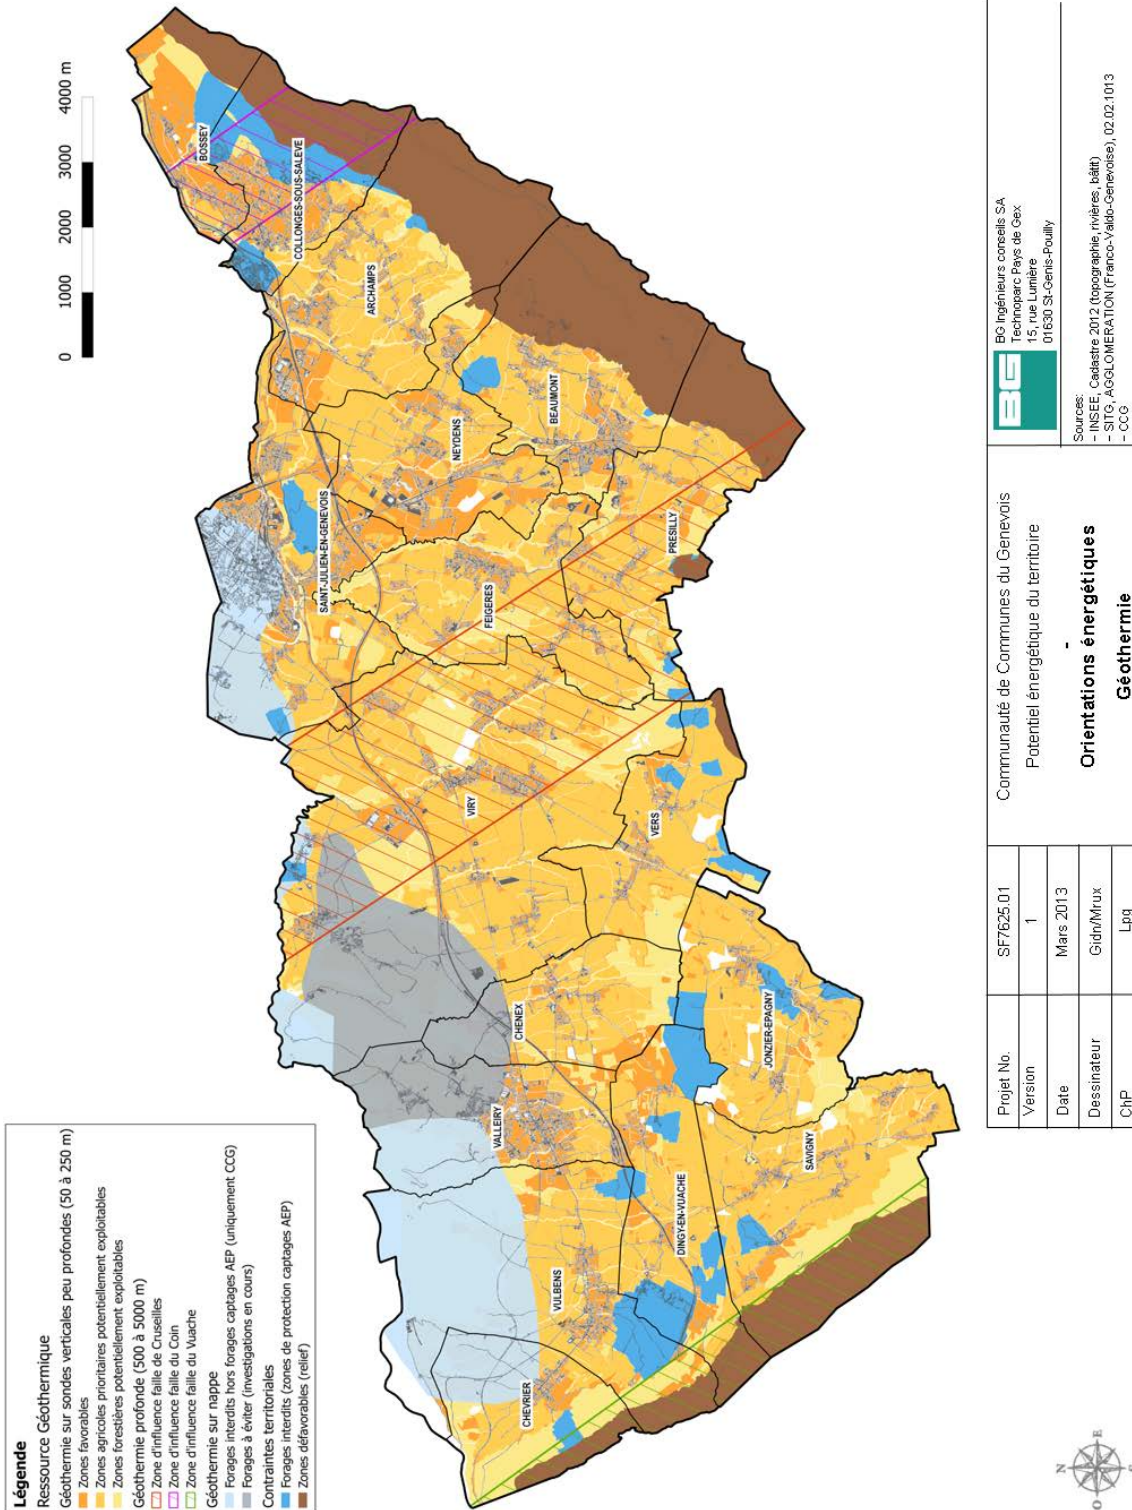 Légende
Ressource Géothermique
Géothermie sur sondes verticales peu profondes (50 à 250 m)
Zones favorables
Zones agricoles prioritaires potentiellement exploitables
Zones forestières potentiellement exploitables
Géothermie profonde (500 à 5000 m)
Zone d'influence faille de Cruseilles
Zone d'influence faille du Coin
Zone d'influence faille du Vuache
Géothermie sur nappe
Forages interdits hors forages captages AEP (uniquement CCG)
Forages à éviter (investigations en cours)
Contraintes territoriales
Forages interdits (zones de protection captages AEP)
Zones défavorables (relief)
0 1000 2000 3000 4000 m
BOSSEY
COLLONGES-SOUS-SALEVE
ARCHAMPS
NEYDENS
BEAUMONT
SAINT-JULIEN-EN-GENEVOIS
FEIGERES
PRESILLY
VIRY
VERS
CHENEX
JONZIER-EPAGNY
VALLEIRY
SAVIGNY
DINGY-EN-VUACHE
VULBENS
CHEVRIER
N
E
O
Projet No. SF7625.01
Version 1
Date Mars 2013
Dessinateur Gidn/Mrux
ChP Lpg
Communauté de Communes du Genevois
Potentiel énergétique du territoire
-
Orientations énergétiques
Géothermie
BG
BG Ingénieurs conseils SA
Technoparc Pays de Gex
15, rue Lumière
01630 St-Genis-Pouilly
Sources:
- INSEE, Cadastre 2012 (topographie, rivières, bâtit)
- SITG, AGGLOMERATION (Franco-Valdo-Genevoise), 02.02.1013
- CCG